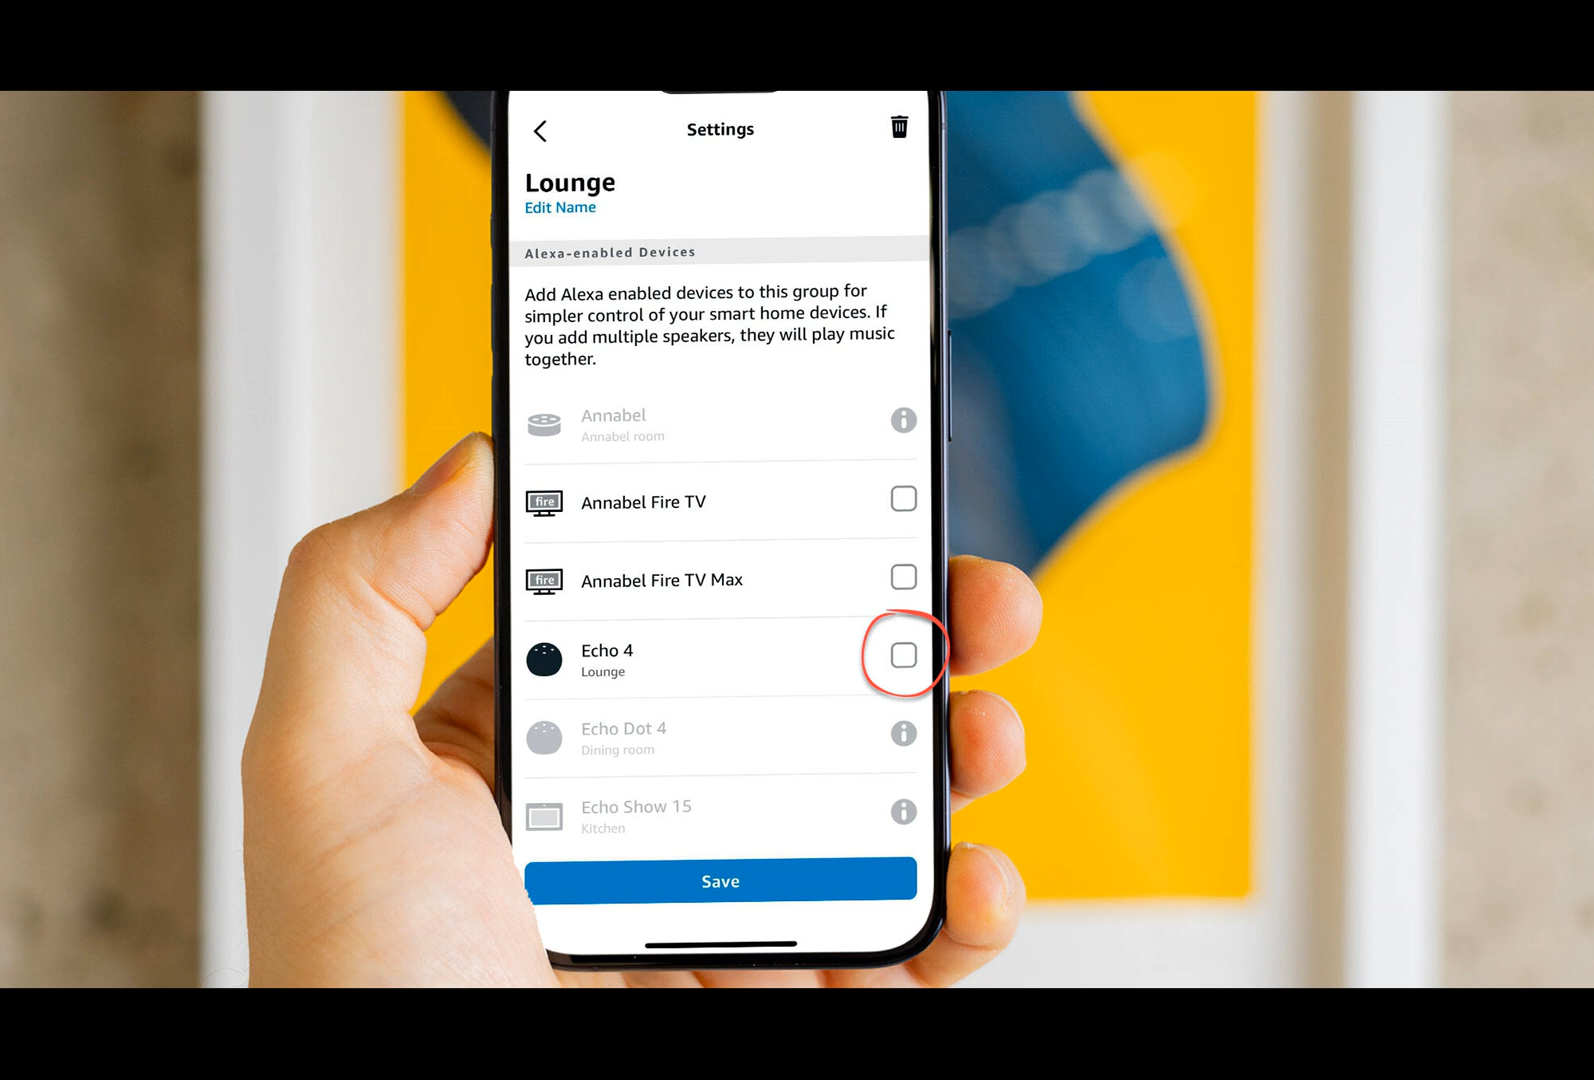 Settings
Lounge
Edit Name
Alexa-enabled Devices
Add Alexa enabled devices to this group for
simpler control of your smart home devices. If
you add multiple speakers, they will play music
together.
Annabel
Annabel room
fire
Annabel Fire TV
fire
Annabel Fire TV Max
Echo 4
Lounge
Echo Dot 4
Dining room
Echo Show 15
Kitchen
Save